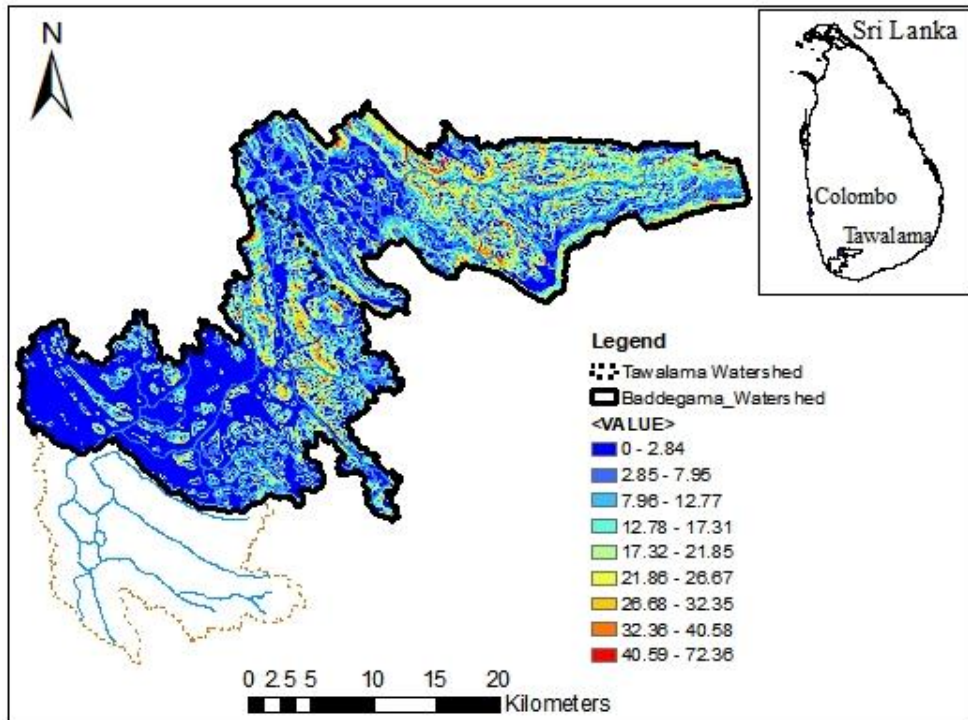 N
Sri Lanka
Colombo
Tawalama
Legend
Tawalama Watershed
Baddegama_Watershed
<VALUE>
0 - 2.84
2.85 - 7.95
7.96 - 12.77
12.78 - 17.31
17.32 - 21.85
21.86 - 26.67
26.68 - 32.35
32.36 - 40.58
40.59 - 72.36
0 2.5 5 10 15 20
Kilometers